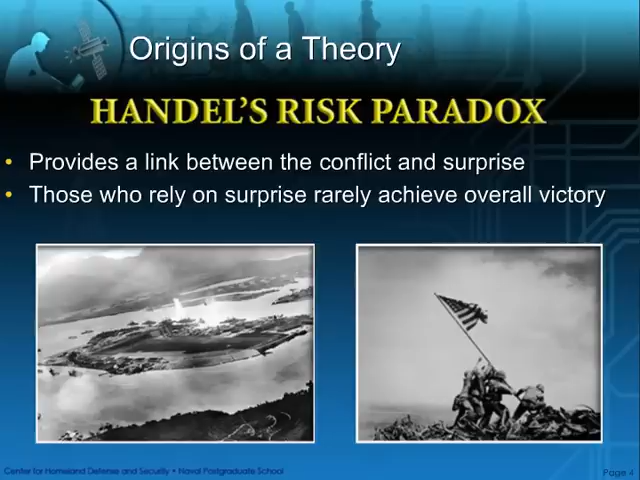 Origins of a Theory
HANDEL'S RISK PARADOX
• Provides a link between the conflict and surprise
• Those who rely on surprise rarely achieve overall victory
Center for Homeland Defense and Security • Naval Postgraduate School
Page 4